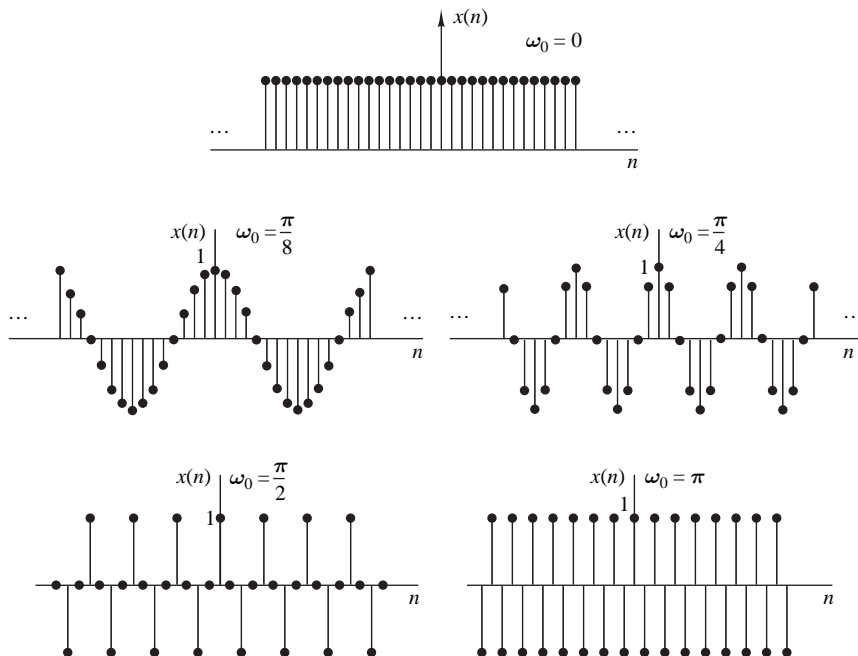 x(n)
ω₀ = 0
... ...
n
x(n) ω₀ = π/8
1
... ...
n
x(n) ω₀ = π/4
1
... ...
n
x(n) ω₀ = π/2
1
n
x(n) ω₀ = π
1
n